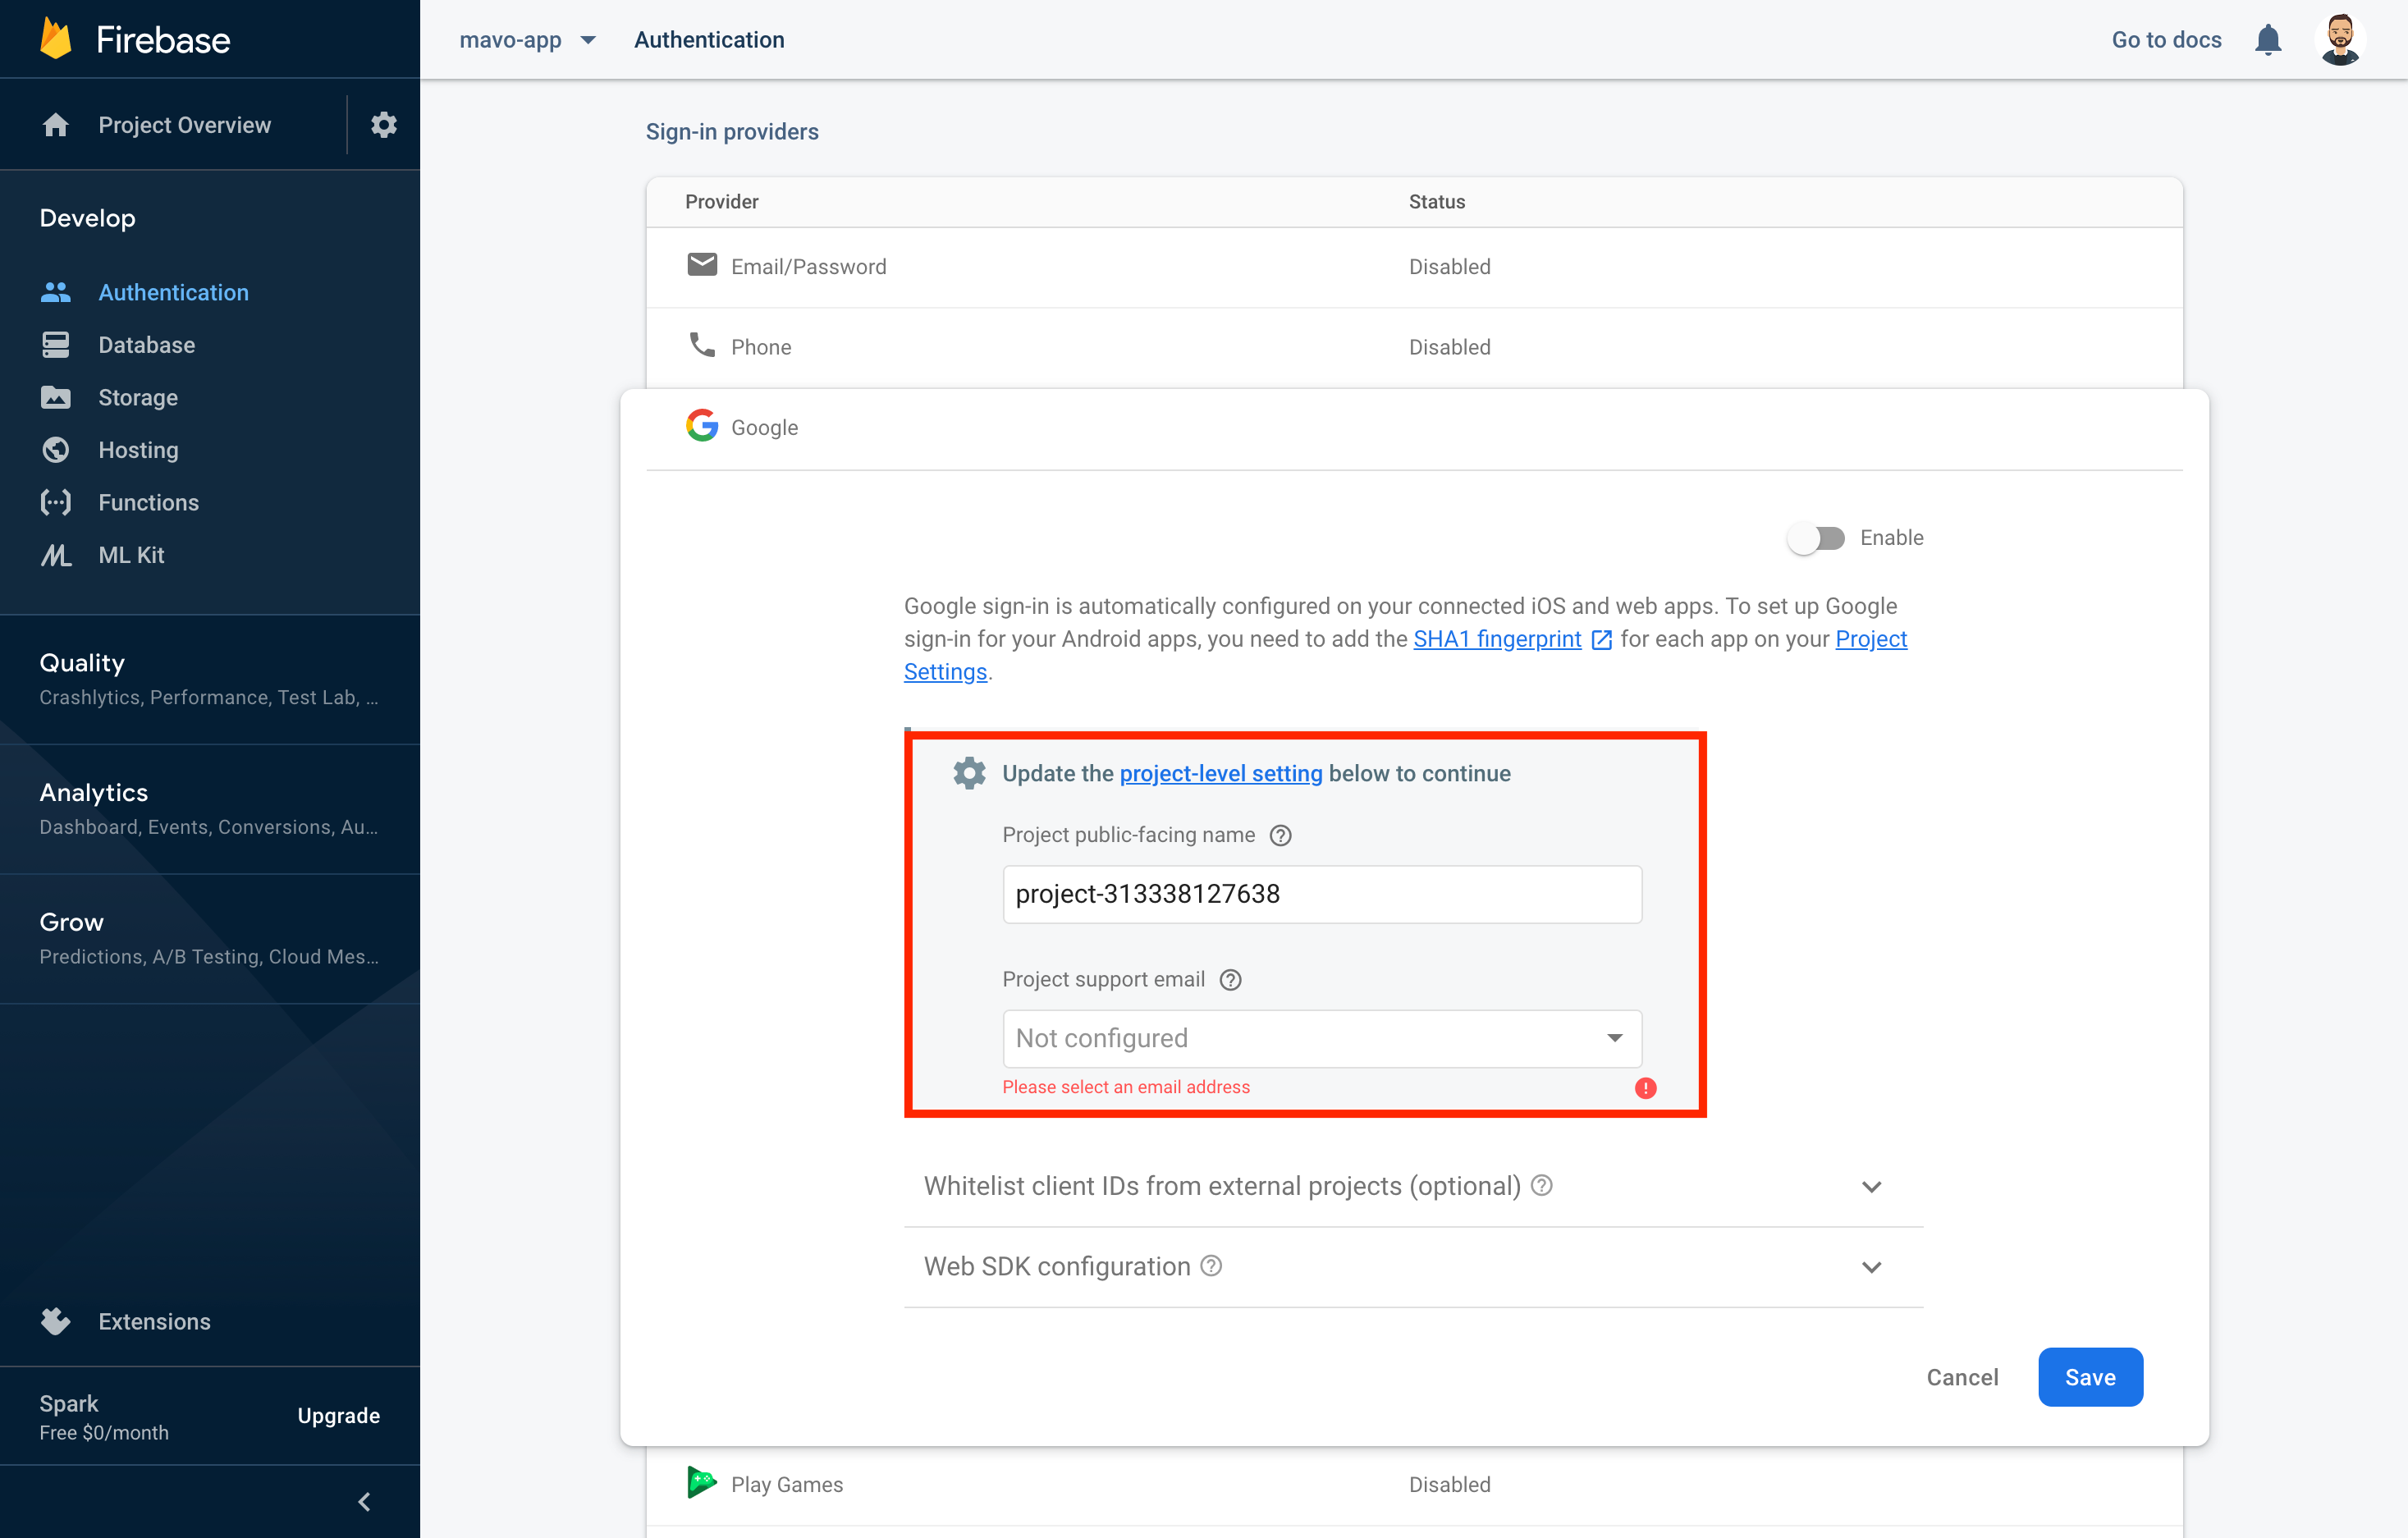 Firebase
Project Overview
Develop
Authentication
Database
Storage
Hosting
Functions
ML Kit
Quality
Crashlytics, Performance, Test Lab, ...
Analytics
Dashboard, Events, Conversions, Au...
Grow
Predictions, A/B Testing, Cloud Mes...
Extensions
Spark
Free $0/month
Upgrade
mavo-app
Authentication
Go to docs
Sign-in providers
Provider Status
Email/Password Disabled
Phone Disabled
Google
Enable
Google sign-in is automatically configured on your connected iOS and web apps. To set up Google
sign-in for your Android apps, you need to add the SHA1 fingerprint for each app on your Project
Settings.
Update the project-level setting below to continue
Project public-facing name
project-313338127638
Project support email
Not configured
Please select an email address
Whitelist client IDs from external projects (optional)
Web SDK configuration
Cancel Save
Play Games Disabled